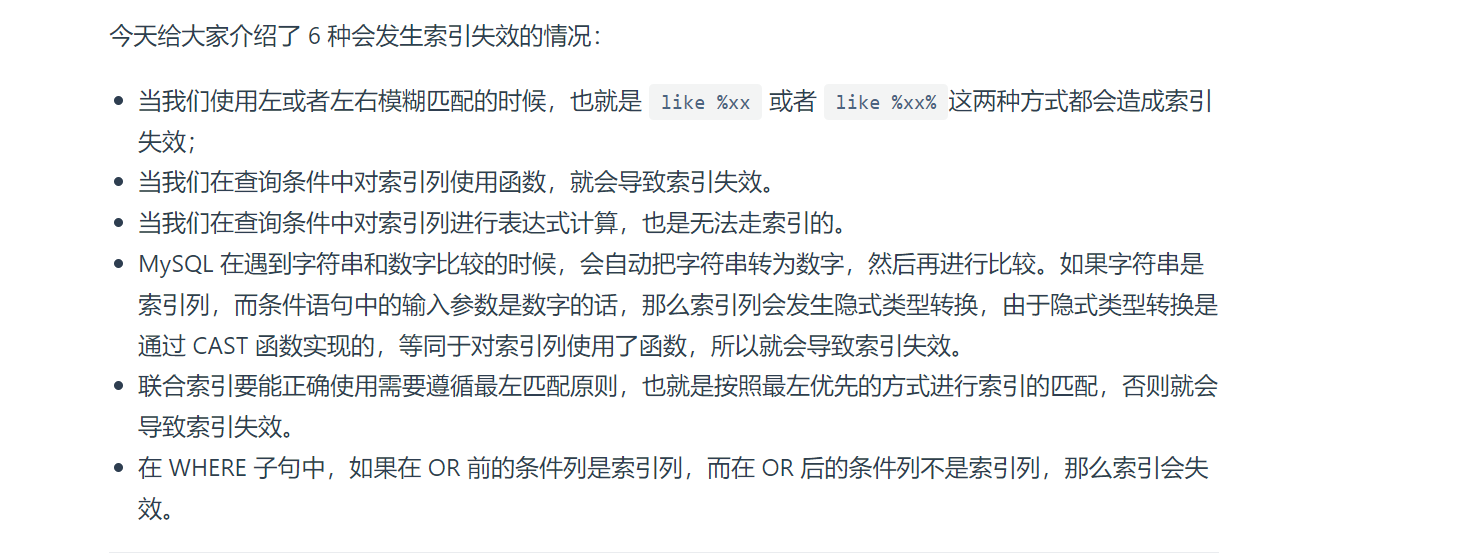 今天给大家介绍了 6 种会发生索引失效的情况：
当我们使用左或者左右模糊匹配的时候，也就是 like %xx 或者 like %xx% 这两种方式都会造成索引
失效；
当我们在查询条件中对索引列使用函数，就会导致索引失效。
当我们在查询条件中对索引列进行表达式计算，也是无法走索引的。
MySQL 在遇到字符串和数字比较的时候，会自动把字符串转为数字，然后再进行比较。如果字符串是
索引列，而条件语句中的输入参数是数字的话，那么索引列会发生隐式类型转换，由于隐式类型转换是
通过 CAST 函数实现的，等同于对索引列使用了函数，所以就会导致索引失效。
联合索引要能正确使用需要遵循最左匹配原则，也就是按照最左优先的方式进行索引的匹配，否则就会
导致索引失效。
在 WHERE 子句中，如果在 OR 前的条件列是索引列，而在 OR 后的条件列不是索引列，那么索引会失
效。